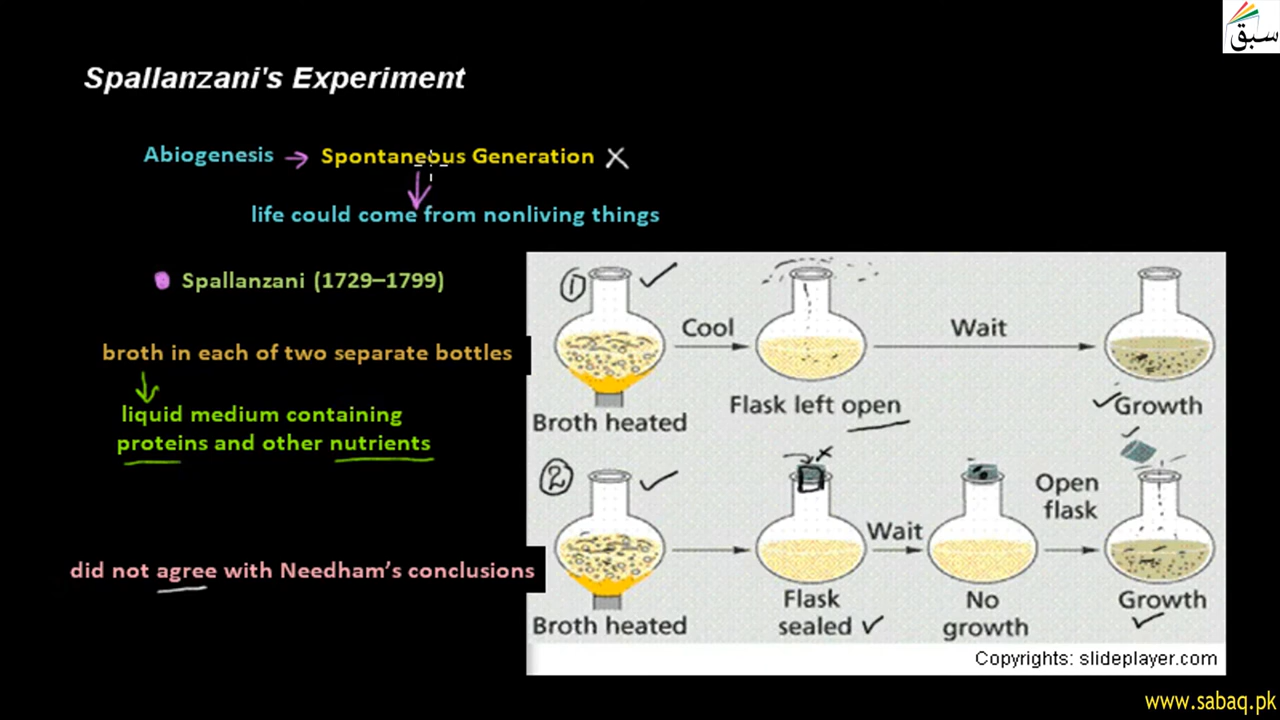 سبق
Spallanzani's Experiment
Abiogenesis → Spontaneous Generation X
life could come from nonliving things
Spallanzani (1729–1799)
broth in each of two separate bottles
liquid medium containing
proteins and other nutrients
did not agree with Needham's conclusions
1
Cool
Wait
Broth heated
Flask left open
Growth
2
Wait
Open
flask
Broth heated
Flask
sealed
No
growth
Growth
Copyrights: slideplayer.com
www.sabaq.pk